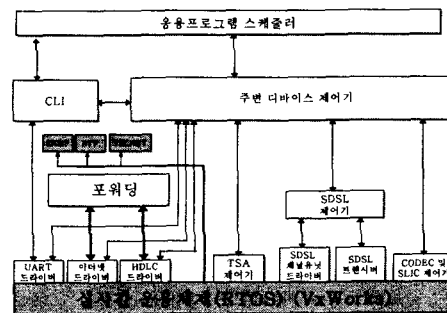 응용프로그램 스케줄러
CLI
주변 디바이스 제어기
포워딩
SDSL
제어기
UART
드라이버
이더넷
드라이버
HDLC
드라이버
TSA
제어기
SDSL
채널유닛
드라이버
SDSL
트랜시버
CODEC 및
SLIC 제어기
실시간 운용체제(RTOS) (VxWorks)